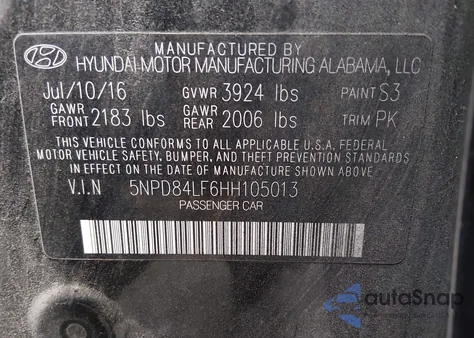 MANUFACTURED BY
HYUNDAI MOTOR MANUFACTURING ALABAMA, LLC
Jul/10/16 GVWR 3924 lbs PAINT S3
GAWR FRONT 2183 lbs GAWR REAR 2006 lbs TRIM PK
THIS VEHICLE CONFORMS TO ALL APPLICABLE U.S.A. FEDERAL
MOTOR VEHICLE SAFETY, BUMPER, AND THEFT PREVENTION STANDARDS
IN EFFECT ON THE DATE OF MANUFACTURE SHOWN ABOVE.
V.I.N 5NPD84LF6HH105013
PASSENGER CAR
autoSnap